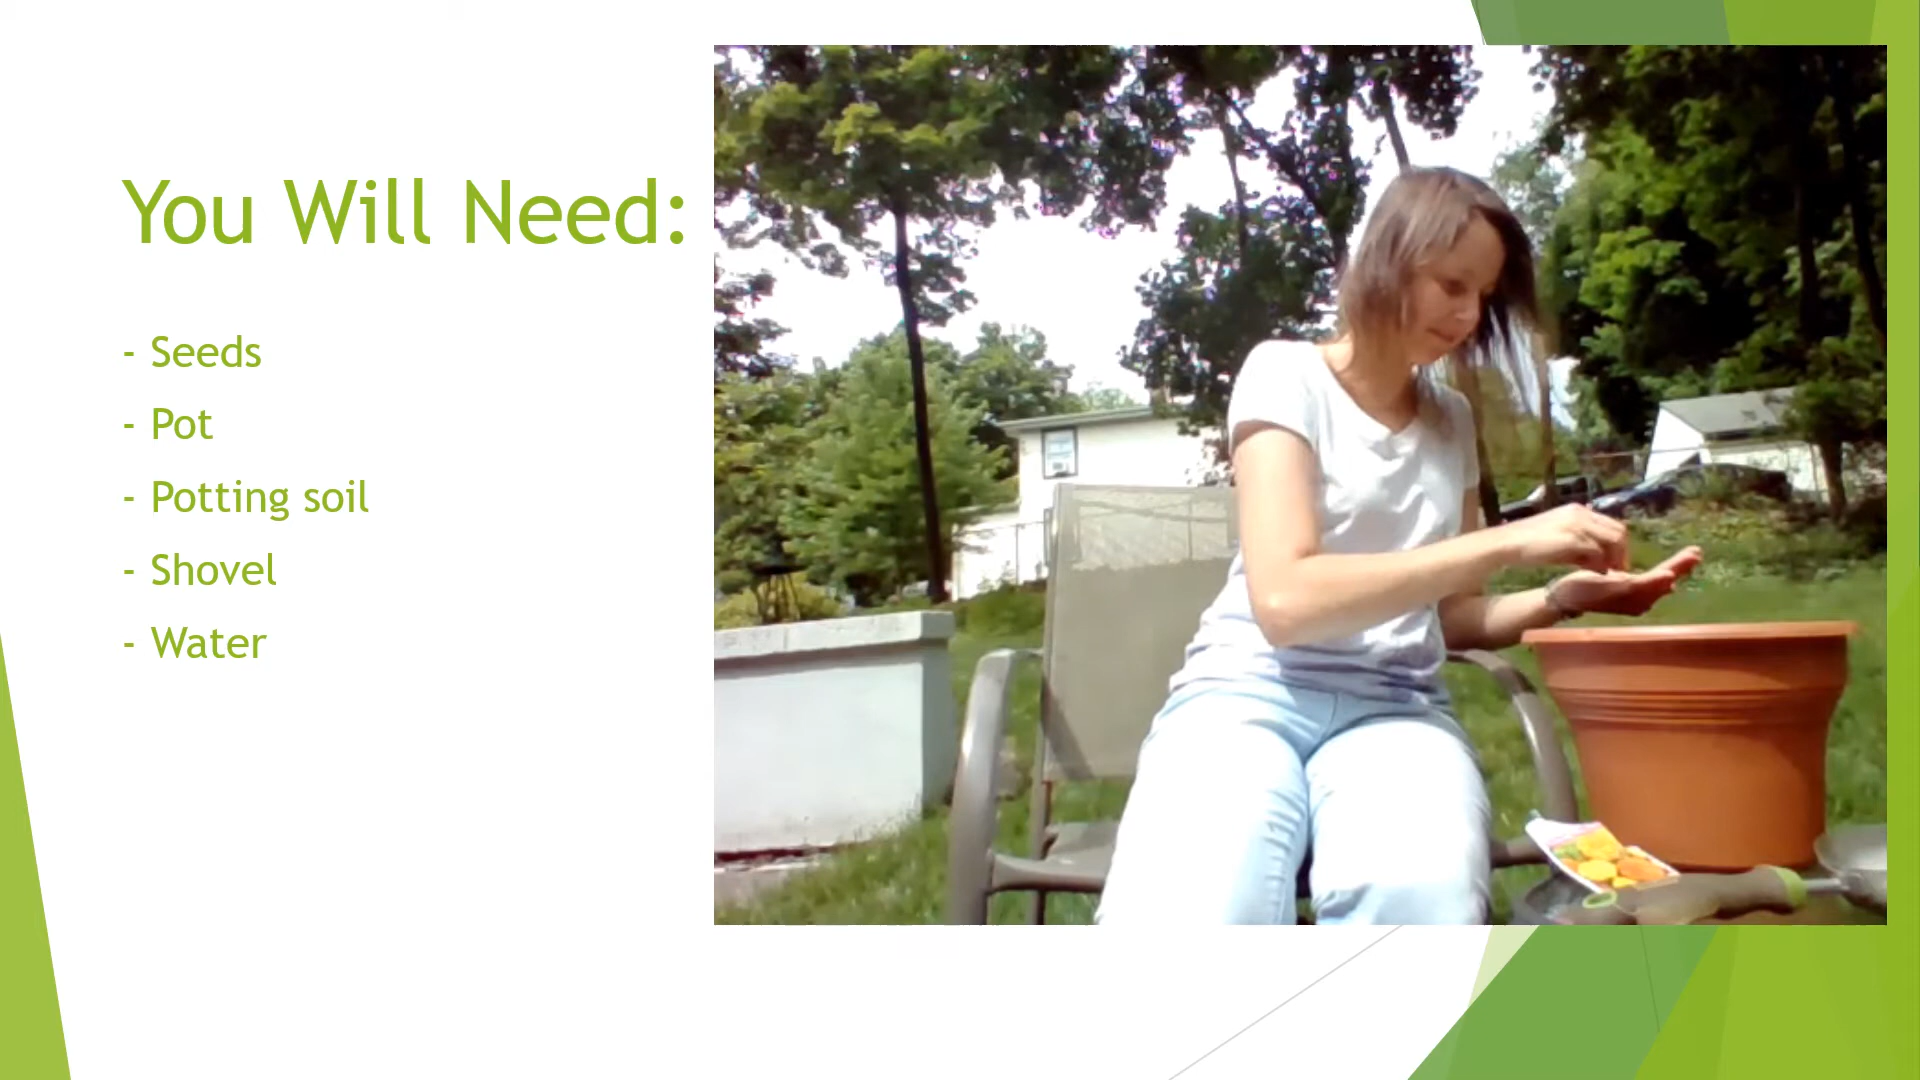 You Will Need:
- Seeds
- Pot
- Potting soil
- Shovel
- Water